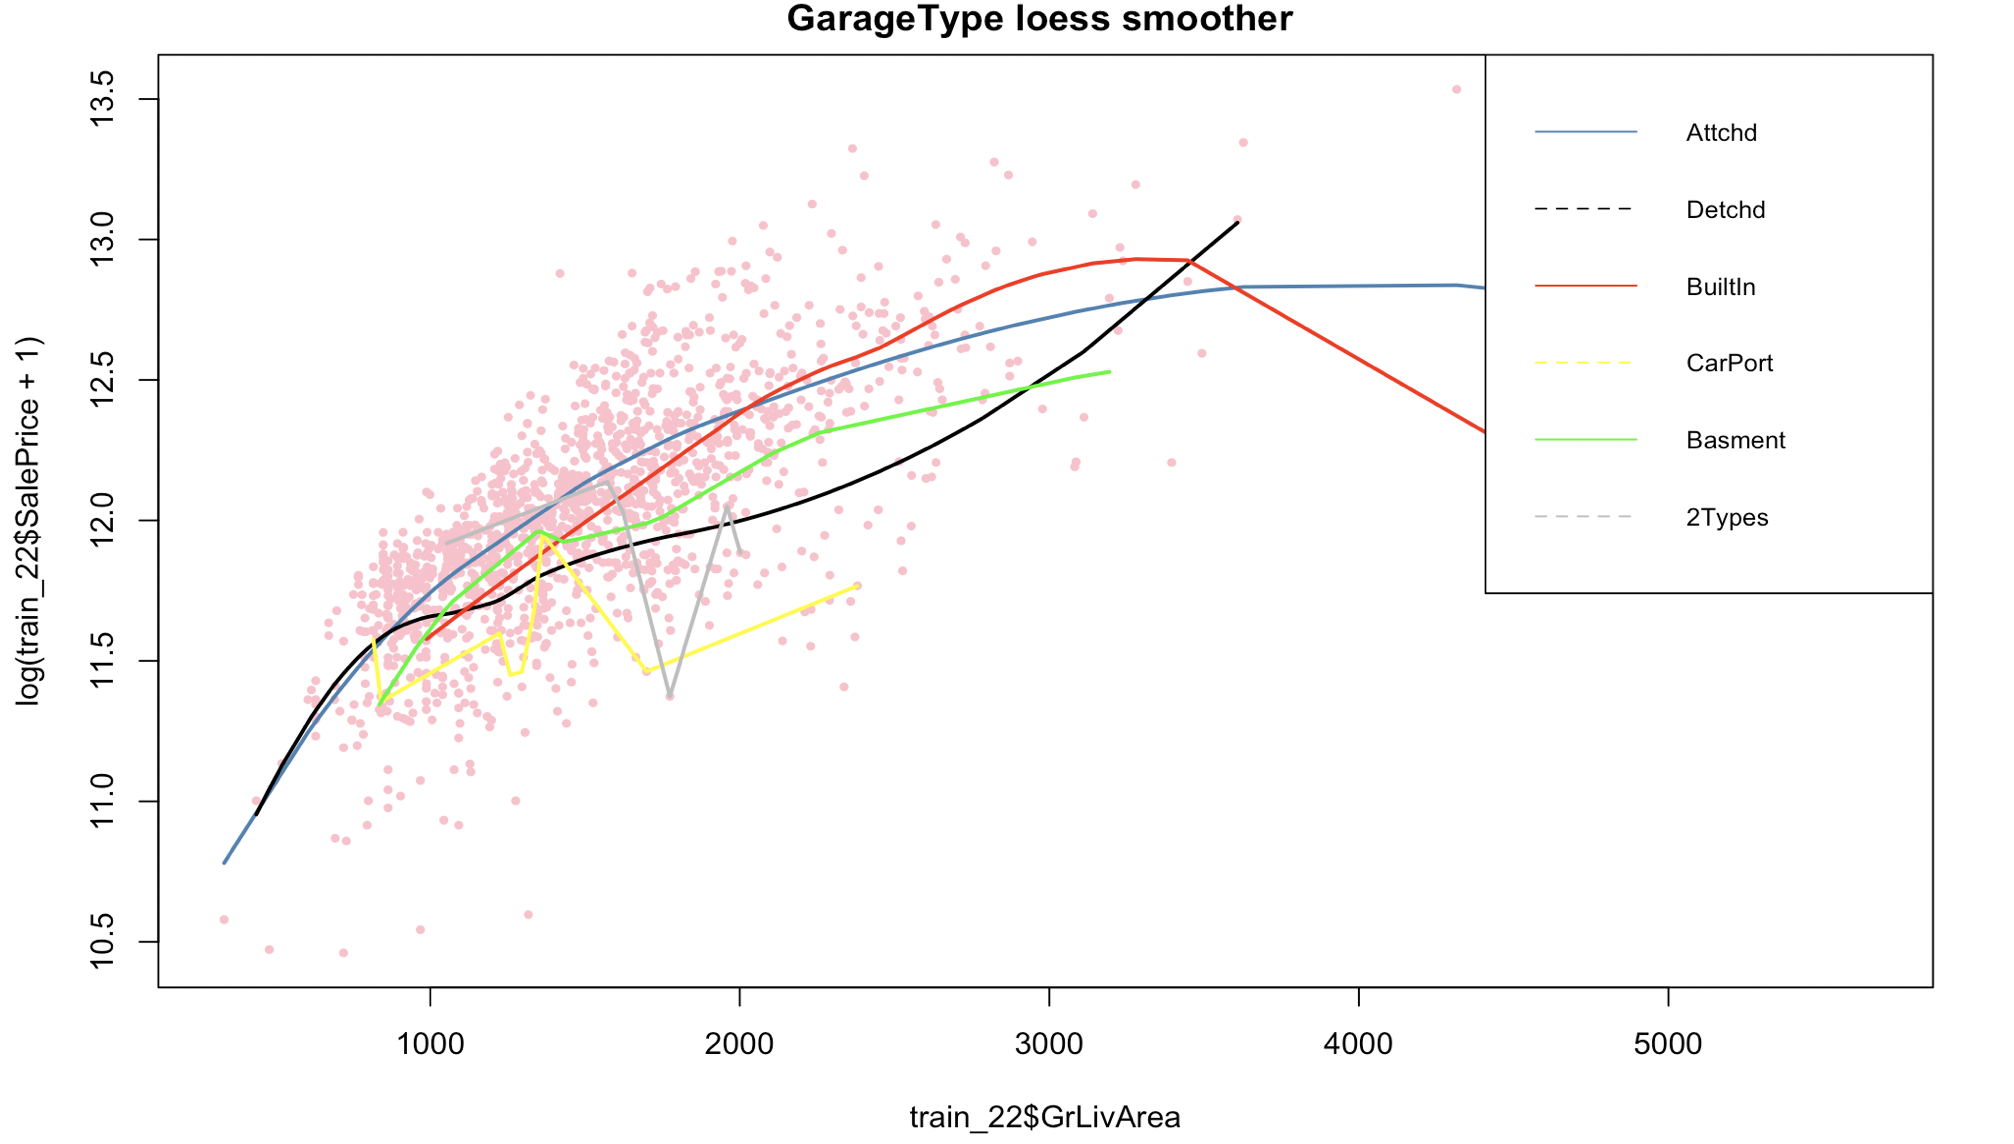 GarageType loess smoother
log(train_22$SalePrice + 1)
13.5
13.0
12.5
12.0
11.5
11.0
10.5
Attchd
Detchd
BuiltIn
CarPort
Basment
2Types
1000 2000 3000 4000 5000
train_22$GrLivArea